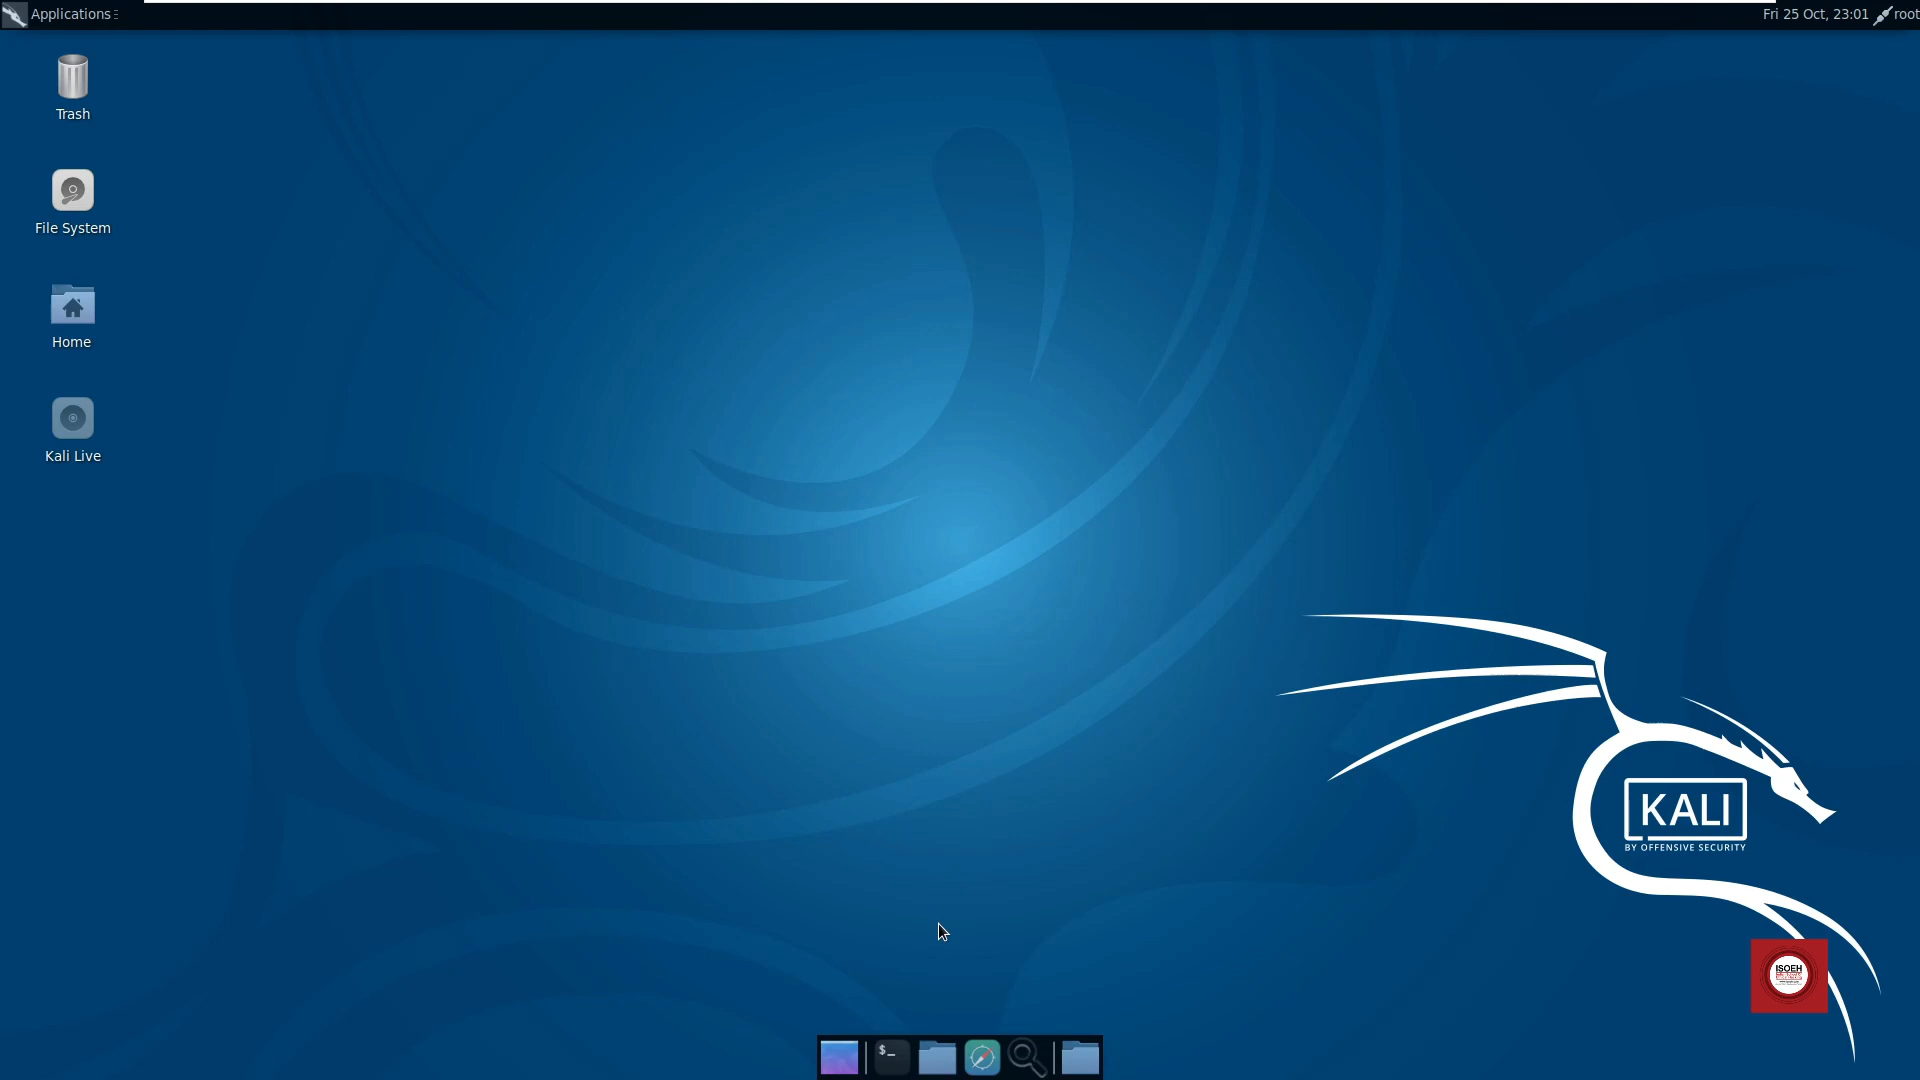 Applications
Fri 25 Oct, 23:01
root
Trash
File System
Home
Kali Live
KALI
BY OFFENSIVE SECURITY
ISOEH
$_